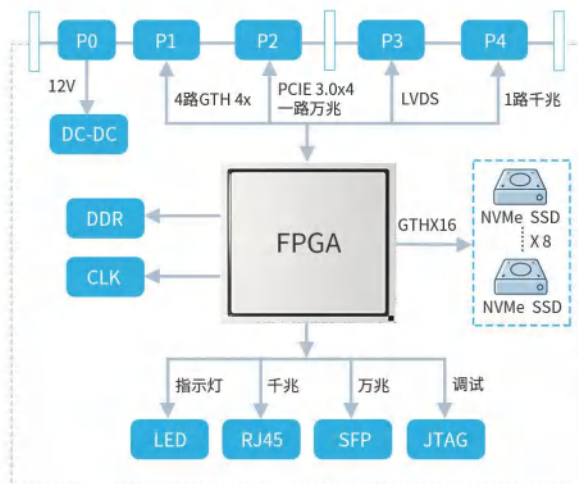 P0
P1
P2
P3
P4
12V
4路GTH 4x
PCIE 3.0x4
一路万兆
LVDS
1路千兆
DC-DC
DDR
CLK
FPGA
GTHX16
NVMe SSD
X 8
NVMe SSD
指示灯
千兆
万兆
调试
LED
RJ45
SFP
JTAG